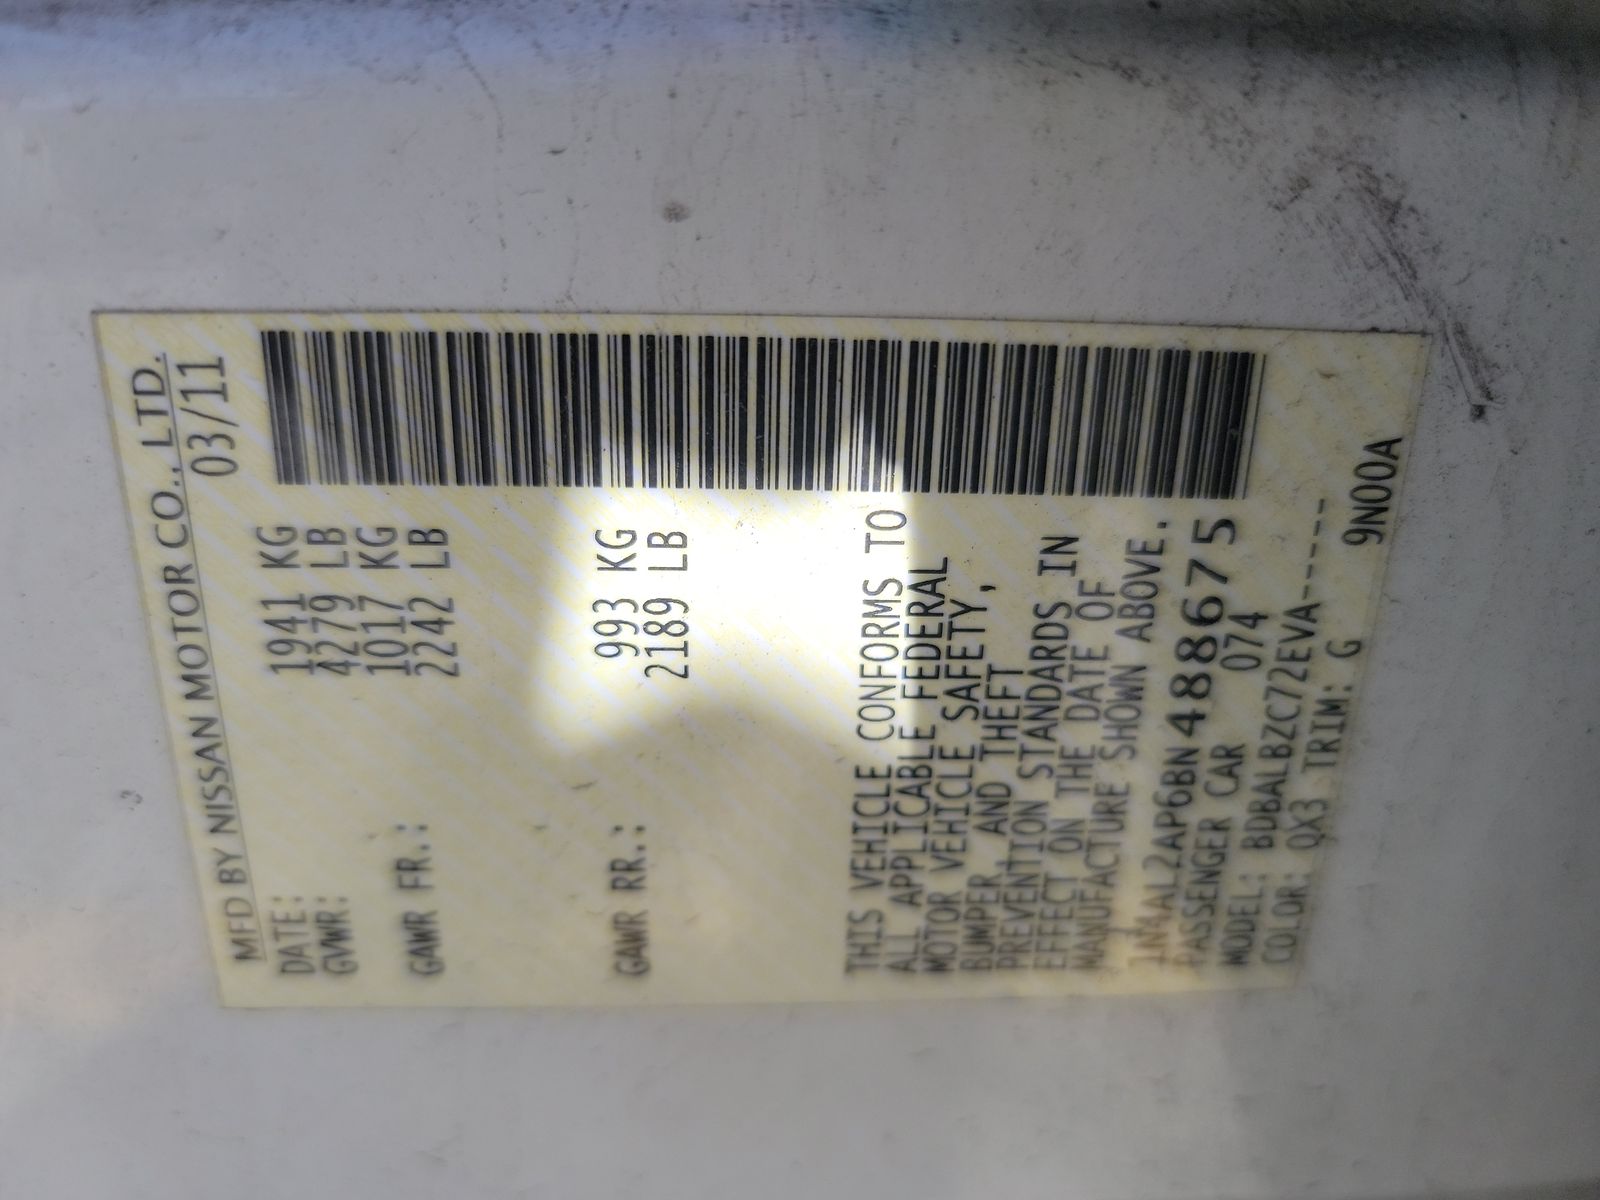 MFD BY NISSAN MOTOR CO., LTD.
DATE: 03/11
GVWR: 1941 KG
4279 LB
GAWR FR.: 1017 KG
2242 LB
GAWR RR.: 993 KG
2189 LB
THIS VEHICLE CONFORMS TO
ALL APPLICABLE FEDERAL
MOTOR VEHICLE SAFETY,
BUMPER, AND THEFT
PREVENTION STANDARDS IN
EFFECT ON THE DATE OF
MANUFACTURE SHOWN ABOVE.
1N4AL2AP6BN488675
PASSENGER CAR 074
MODEL: BDBALBZC72EVA-----
COLOR: QX3 TRIM: G
9N00A